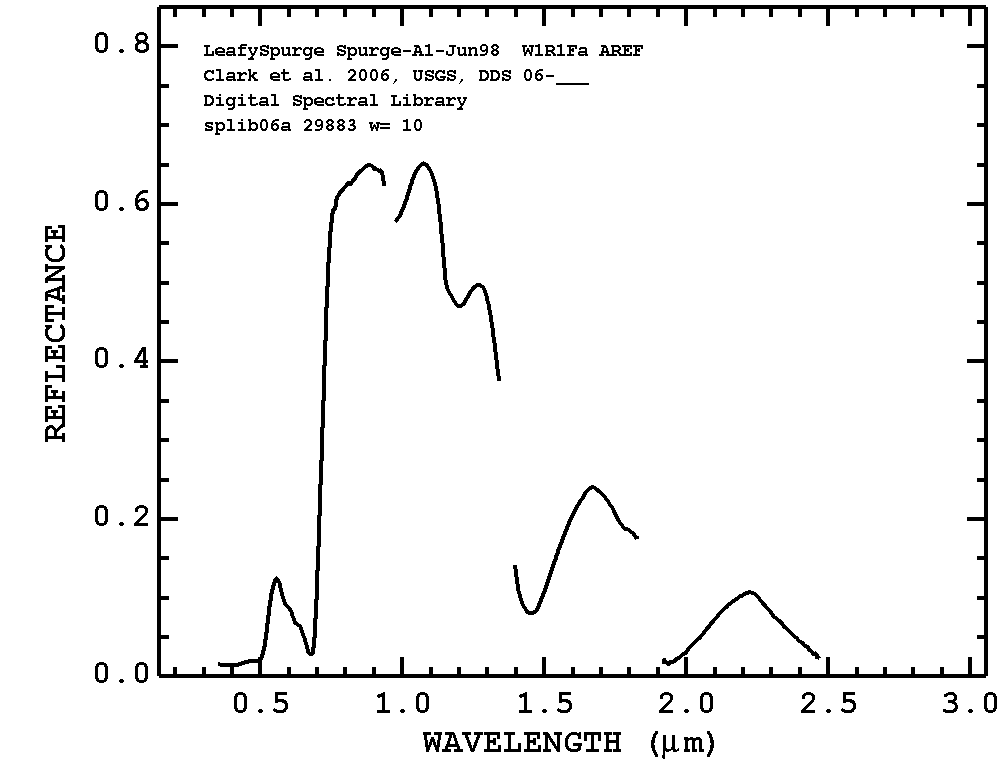 LeafySpurge Spurge-A1-Jun98  W1R1Fa AREF
Clark et al. 2006, USGS, DDS 06-___
Digital Spectral Library
splib06a 29883 w= 10
0.8
0.6
0.4
0.2
0.0
REFLECTANCE
0.5 1.0 1.5 2.0 2.5 3.0
WAVELENGTH (μm)